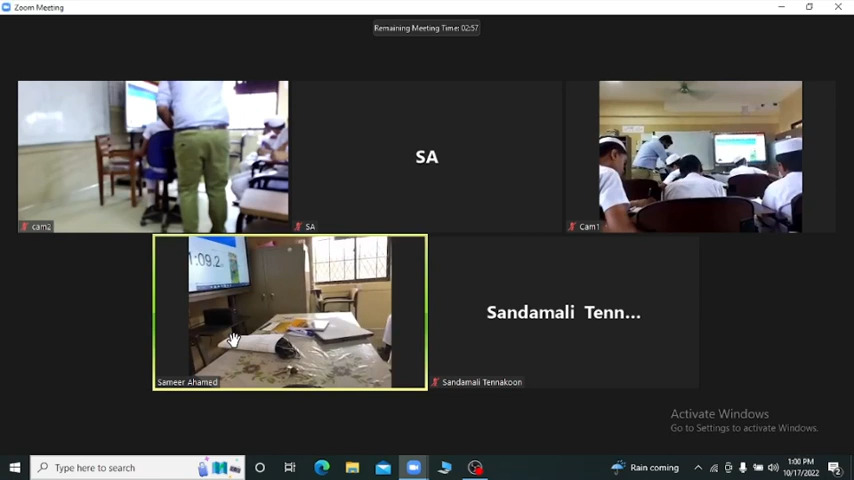 Zoom Meeting
Remaining Meeting Time: 02:57
cam2
SA
SA
Cam1
1:09.2
Sameer Ahamed
Sandamali Tenn...
Sandamali Tennakoon
Activate Windows
Go to Settings to activate Windows.
Type here to search
Rain coming
1:00 PM
10/17/2022
2